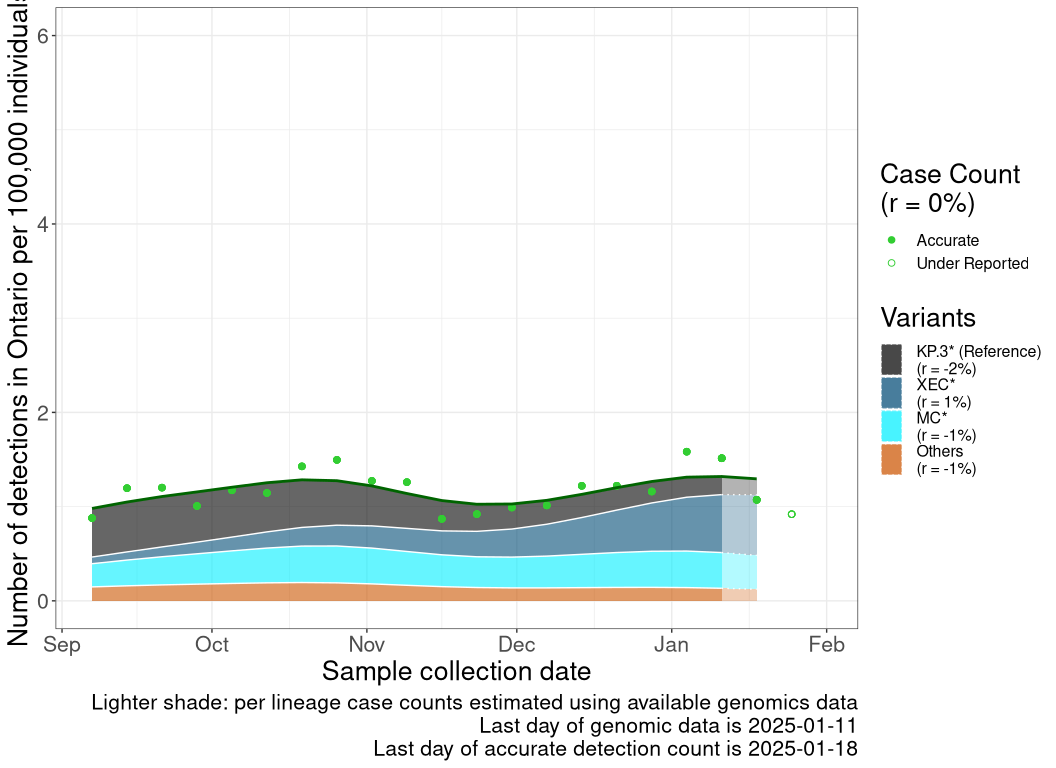 Number of detections in Ontario per 100,000 individuals
6
4
2
0
Sep Oct Nov Dec Jan Feb
Sample collection date
Lighter shade: per lineage case counts estimated using available genomics data
Last day of genomic data is 2025-01-11
Last day of accurate detection count is 2025-01-18
Case Count
(r = 0%)
Accurate
Under Reported
Variants
KP.3* (Reference)
(r = -2%)
XEC*
(r = 1%)
MC*
(r = -1%)
Others
(r = -1%)